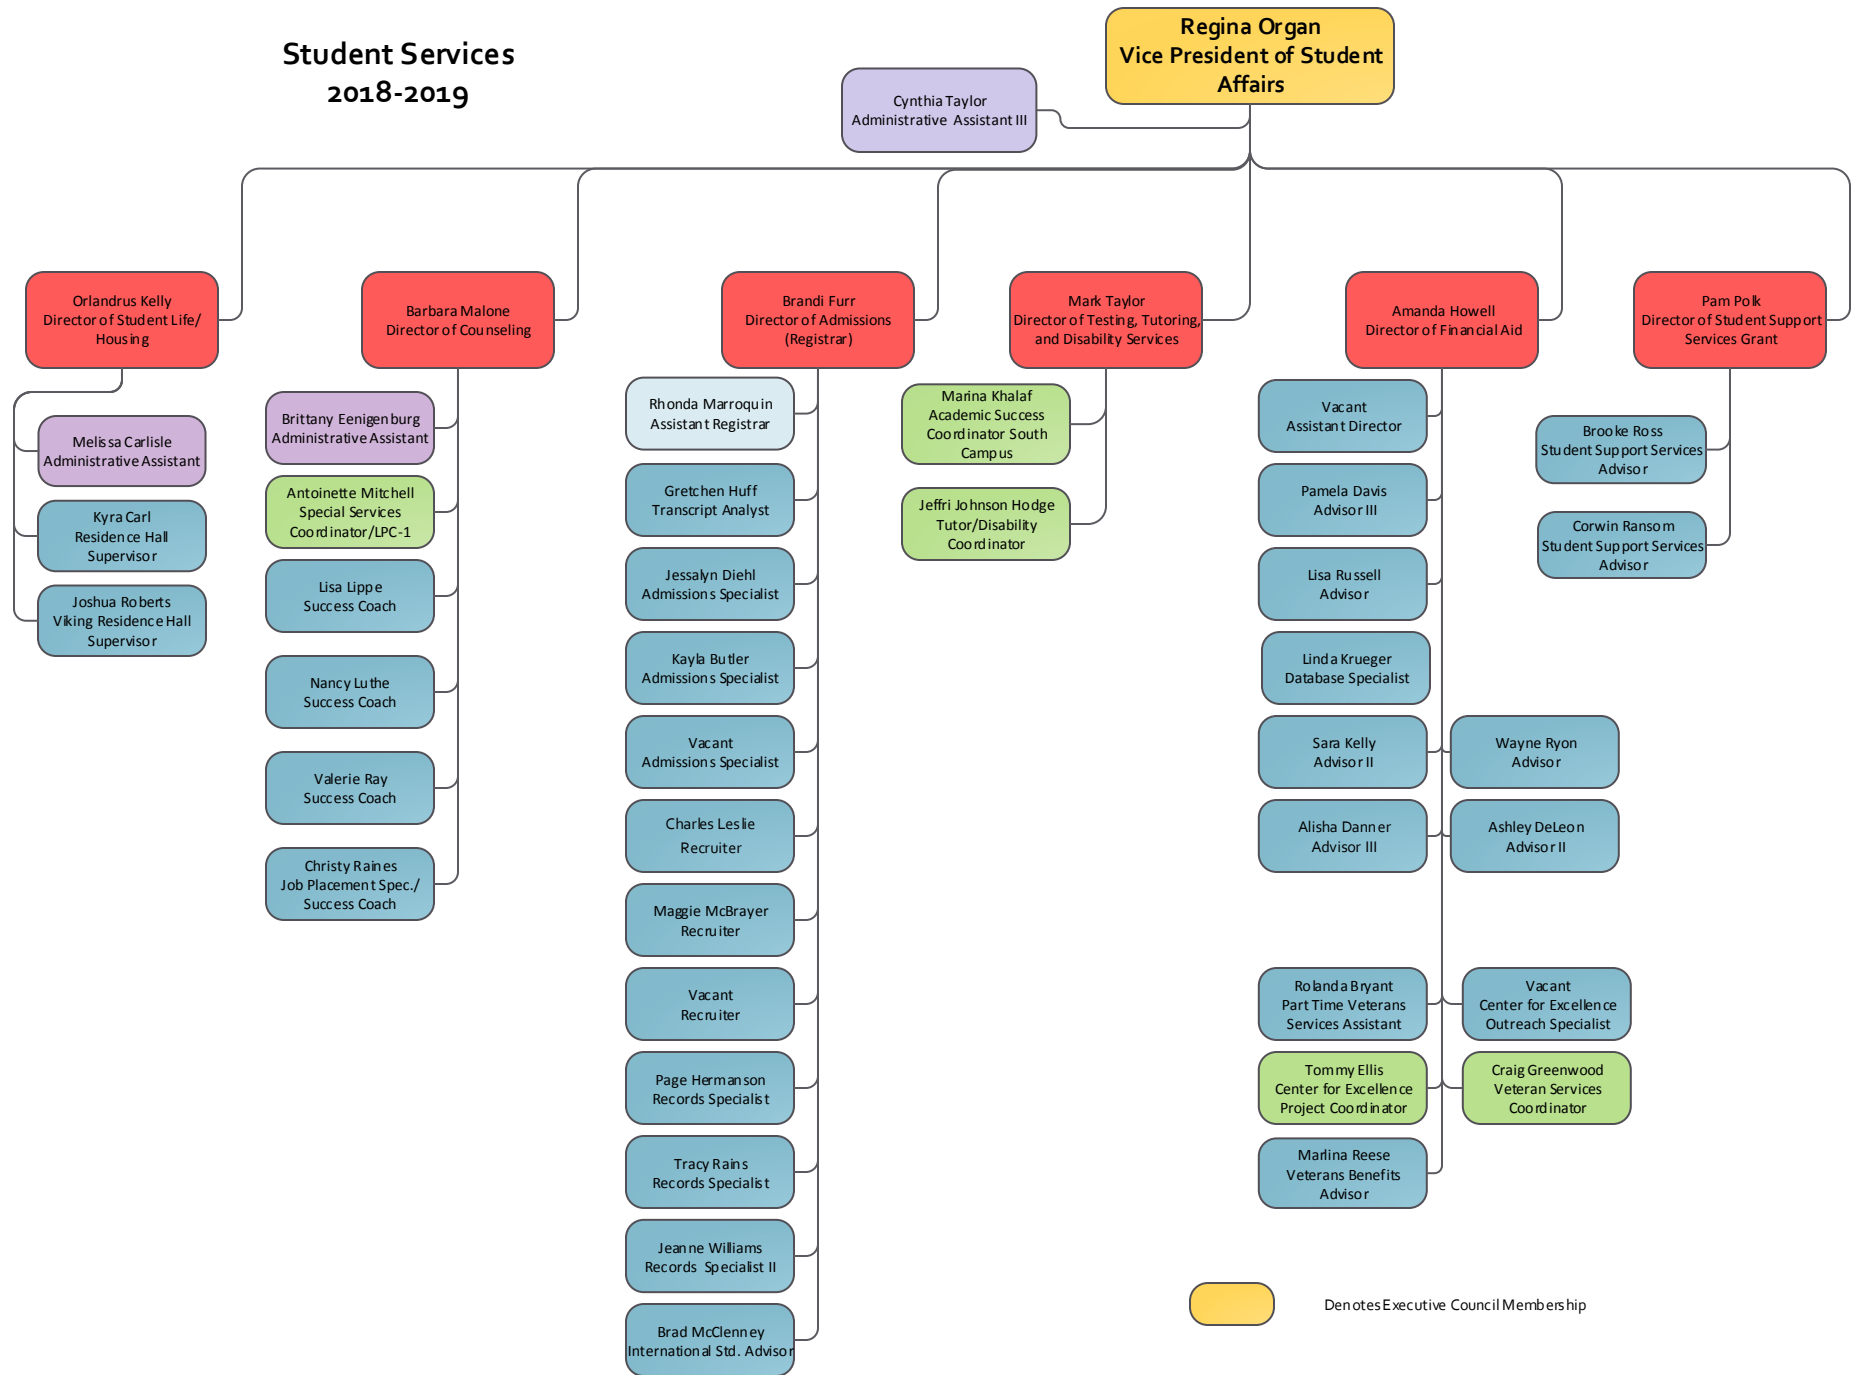 Student Services
2018-2019
Regina Organ
Vice President of Student
Affairs
Cynthia Taylor
Administrative Assistant III
Orlandrus Kelly
Director of Student Life/
Housing
Melissa Carlisle
Administrative Assistant
Kyra Carl
Residence Hall
Supervisor
Joshua Roberts
Viking Residence Hall
Supervisor
Barbara Malone
Director of Counseling
Brittany Eenigenburg
Administrative Assistant
Antoinette Mitchell
Special Services
Coordinator/LPC-1
Lisa Lippe
Success Coach
Nancy Luthe
Success Coach
Valerie Ray
Success Coach
Christy Raines
Job Placement Spec./
Success Coach
Brandi Furr
Director of Admissions
(Registrar)
Rhonda Marroquin
Assistant Registrar
Gretchen Huff
Transcript Analyst
Jessalyn Diehl
Admissions Specialist
Kayla Butler
Admissions Specialist
Vacant
Admissions Specialist
Charles Leslie
Recruiter
Maggie McBrayer
Recruiter
Vacant
Recruiter
Page Hermanson
Records Specialist
Tracy Rains
Records Specialist
Jeanne Williams
Records Specialist II
Brad McClenney
International Std. Advisor
Mark Taylor
Director of Testing, Tutoring,
and Disability Services
Marina Khalaf
Academic Success
Coordinator South
Campus
Jeffri Johnson Hodge
Tutor/Disability
Coordinator
Amanda Howell
Director of Financial Aid
Vacant
Assistant Director
Pamela Davis
Advisor III
Lisa Russell
Advisor
Linda Krueger
Database Specialist
Sara Kelly
Advisor II
Wayne Ryon
Advisor
Alisha Danner
Advisor III
Ashley DeLeon
Advisor II
Rolanda Bryant
Part Time Veterans
Services Assistant
Vacant
Center for Excellence
Outreach Specialist
Tommy Ellis
Center for Excellence
Project Coordinator
Craig Greenwood
Veteran Services
Coordinator
Marlina Reese
Veterans Benefits
Advisor
Pam Polk
Director of Student Support
Services Grant
Brooke Ross
Student Support Services
Advisor
Corwin Ransom
Student Support Services
Advisor
Denotes Executive Council Membership